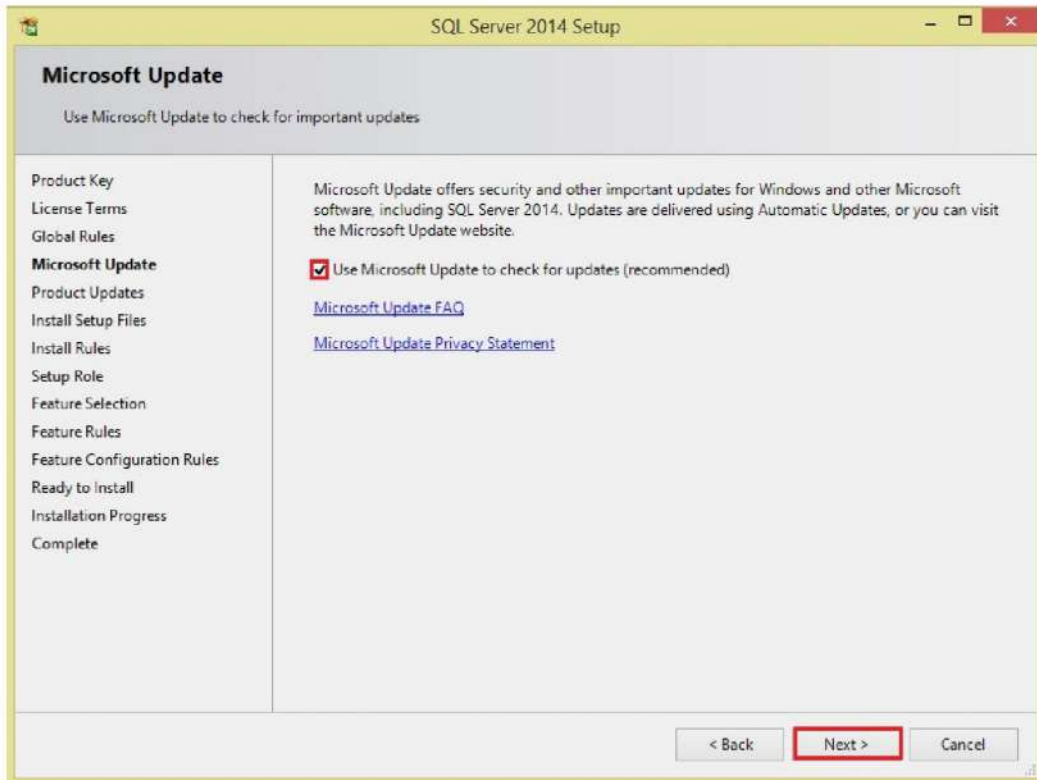 SQL Server 2014 Setup
Microsoft Update
Use Microsoft Update to check for important updates
Product Key
License Terms
Global Rules
Microsoft Update
Product Updates
Install Setup Files
Install Rules
Setup Role
Feature Selection
Feature Rules
Feature Configuration Rules
Ready to Install
Installation Progress
Complete
Microsoft Update offers security and other important updates for Windows and other Microsoft
software, including SQL Server 2014. Updates are delivered using Automatic Updates, or you can visit
the Microsoft Update website.
Use Microsoft Update to check for updates (recommended)
Microsoft Update FAQ
Microsoft Update Privacy Statement
< Back Next > Cancel